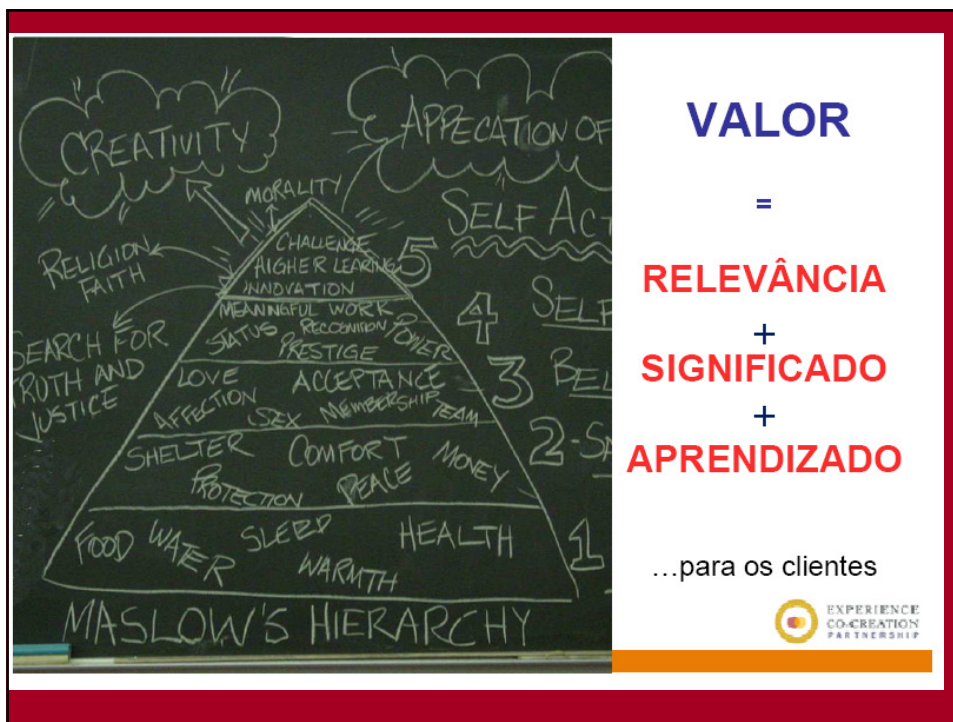 CREATIVITY
APPECATION OF
MORALITY
SELF ACT
RELIGION
FAITH
CHALLENGE
HIGHER LEARING
INNOVATION
5
MEANINGFUL WORK
STATUS RECOGNITION POWER
PRESTIGE
4
SELF
SEARCH FOR
TRUTH AND
JUSTICE
LOVE ACCEPTANCE
AFFECTION SEX MEMBERSHIP TEAM
3
BEL
SHELTER COMFORT MONEY
PROTECTION PEACE
2-SA
FOOD WATER SLEEP HEALTH
WARMTH
1
MASLOW'S HIERARCHY
VALOR
=
RELEVÂNCIA
+
SIGNIFICADO
+
APRENDIZADO
...para os clientes
EXPERIENCE
CO-CREATION
PARTNERSHIP